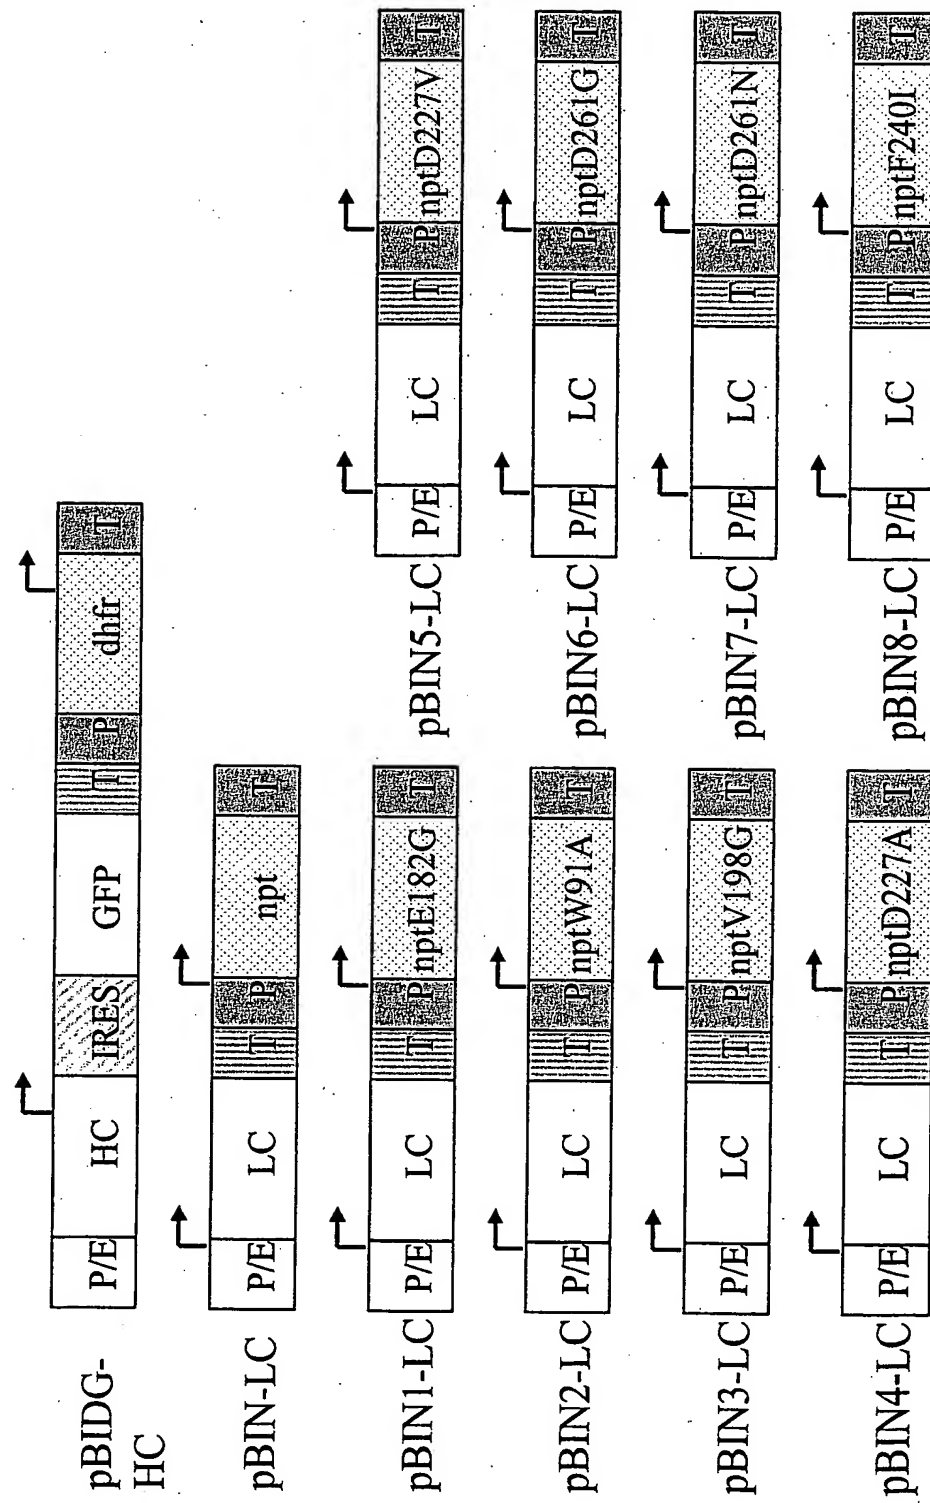 pBIDG-
HC
P/E HC IRES GFP T P dhfr T
pBIN-LC P/E LC T P npt T
pBIN1-LC P/E LC T P nptE182G T
pBIN2-LC P/E LC T P nptW91A T
pBIN3-LC P/E LC T P nptV198G T
pBIN4-LC P/E LC T P nptD227A T
pBIN5-LC P/E LC T P nptD227V T
pBIN6-LC P/E LC T P nptD261G T
pBIN7-LC P/E LC T P nptD261N T
pBIN8-LC P/E LC T P nptF240I T